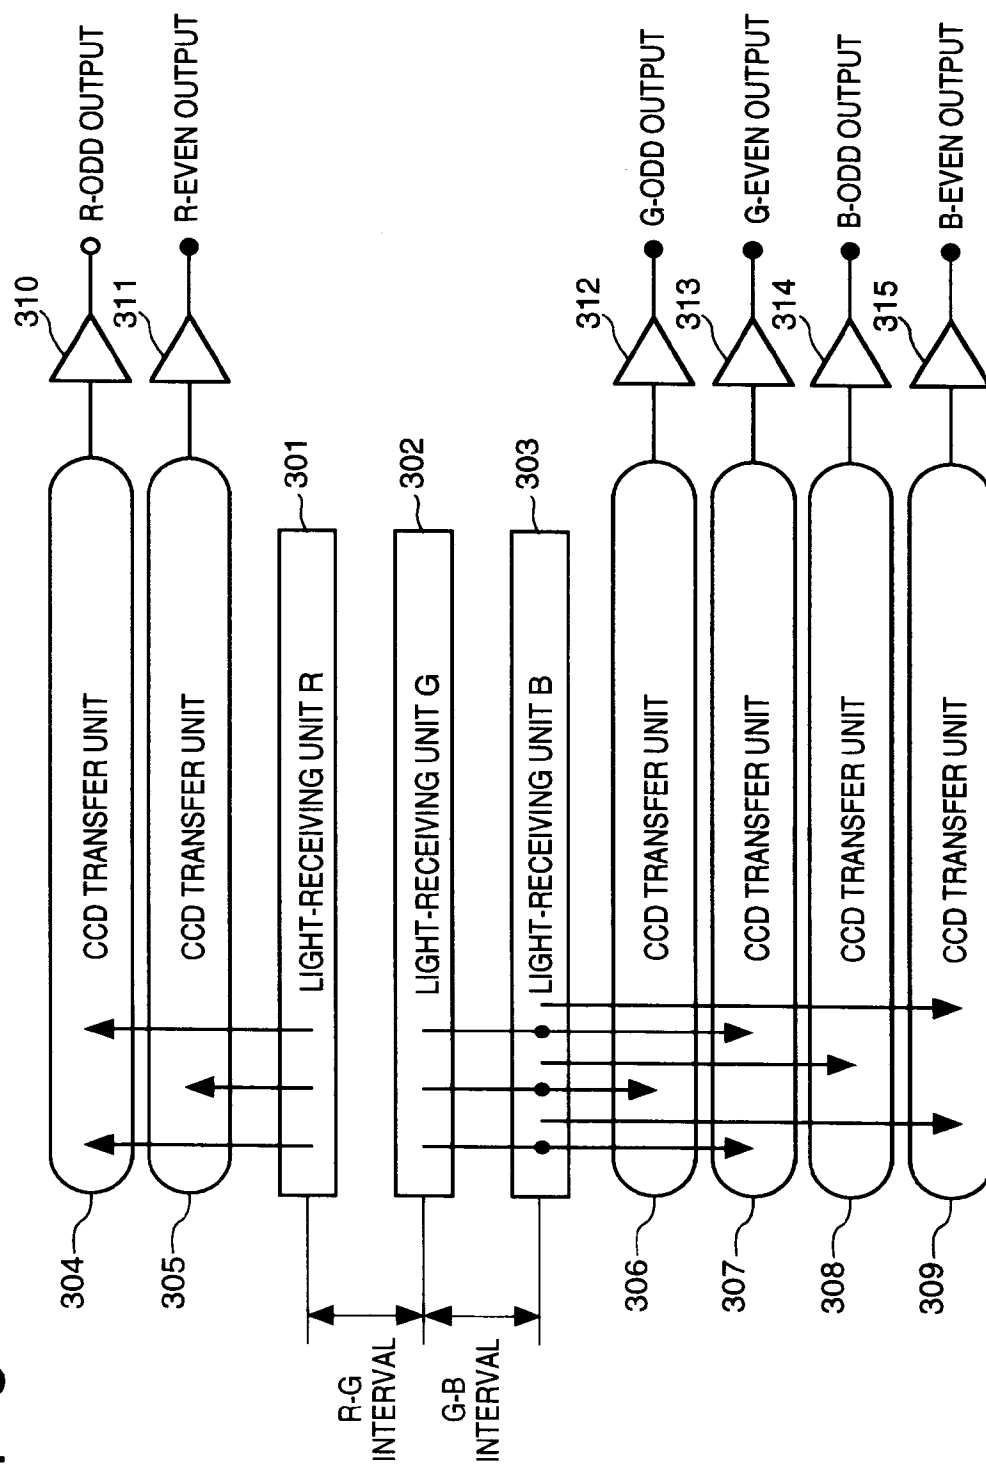 310
R-ODD OUTPUT
304
CCD TRANSFER UNIT
311
R-EVEN OUTPUT
305
CCD TRANSFER UNIT
301
LIGHT-RECEIVING UNIT R
R-G
INTERVAL
302
LIGHT-RECEIVING UNIT G
G-B
INTERVAL
303
LIGHT-RECEIVING UNIT B
312
G-ODD OUTPUT
306
CCD TRANSFER UNIT
313
G-EVEN OUTPUT
307
CCD TRANSFER UNIT
314
B-ODD OUTPUT
308
CCD TRANSFER UNIT
315
B-EVEN OUTPUT
309
CCD TRANSFER UNIT